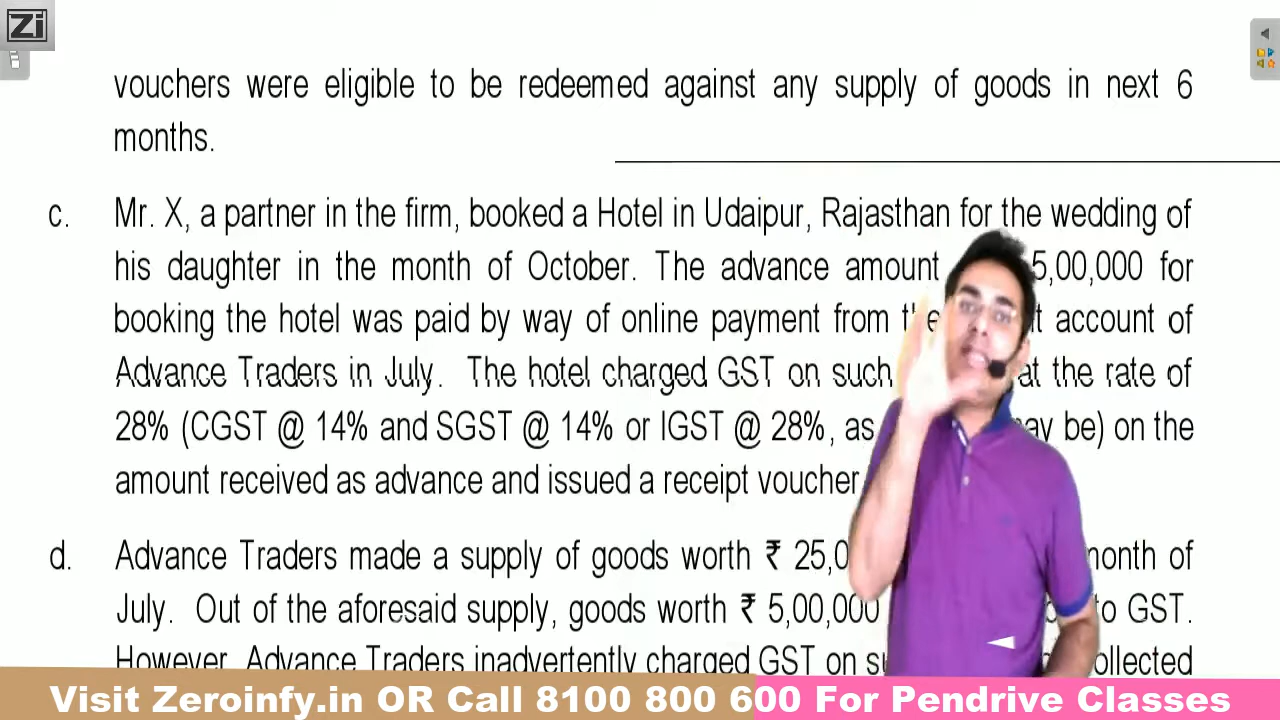 Zi
vouchers were eligible to be redeemed against any supply of goods in next 6
months.
c. Mr. X, a partner in the firm, booked a Hotel in Udaipur, Rajasthan for the wedding of
his daughter in the month of October. The advance amount 5,00,000 for
booking the hotel was paid by way of online payment from account of
Advance Traders in July. The hotel charged GST on such at the rate of
28% (CGST @ 14% and SGST @ 14% or IGST @ 28%, as be) on the
amount received as advance and issued a receipt voucher
d. Advance Traders made a supply of goods worth ₹ of
July. Out of the aforesaid supply, goods worth ₹ 5,00,000 to GST.
However, Advance Traders inadvertently charged GST on
Visit Zeroinfy.in OR Call 8100 800 600 For Pendrive Classes